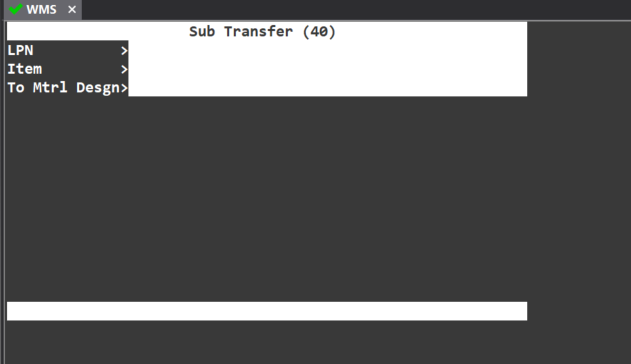 WMS ×
Sub Transfer (40)
LPN >
Item >
To Mtrl Desgn>